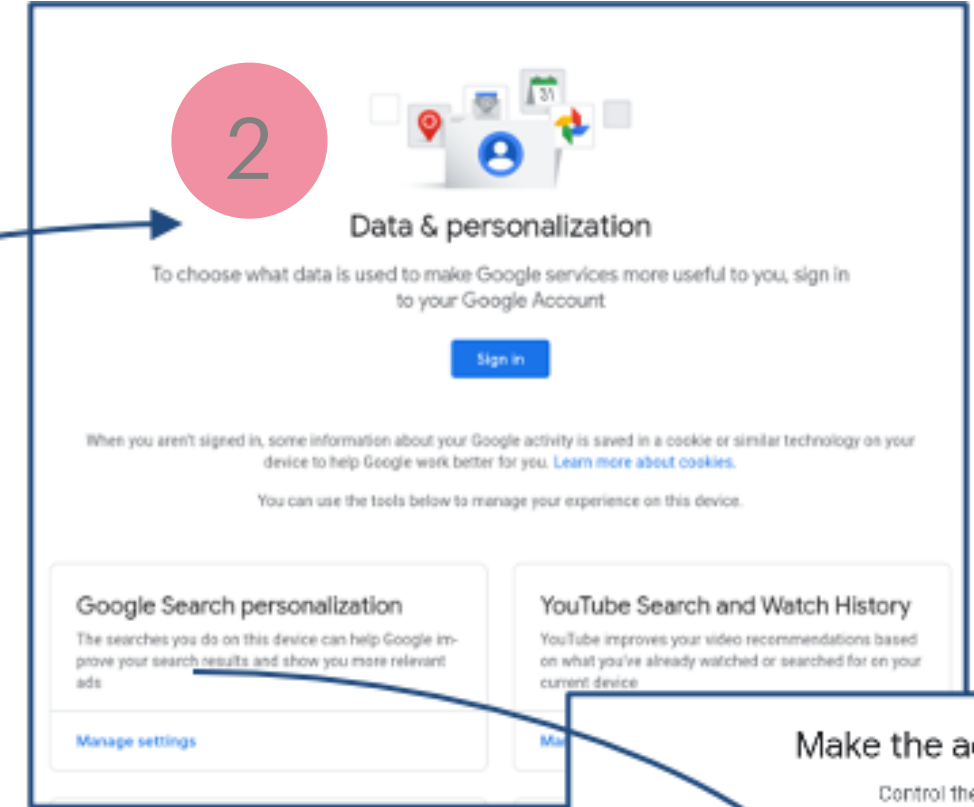 2
31
Data & personalization
To choose what data is used to make Google services more useful to you, sign in
to your Google Account
Sign in
When you aren't signed in, some information about your Google activity is saved in a cookie or similar technology on your
device to help Google work better for you. Learn more about cookies.
You can use the tools below to manage your experience on this device.
Google Search personalization
The searches you do on this device can help Google im-
prove your search results and show you more relevant
ads
Manage settings
YouTube Search and Watch History
YouTube improves your video recommendations based
on what you've already watched or searched for on your
current device
Ma
Make the a
Control the